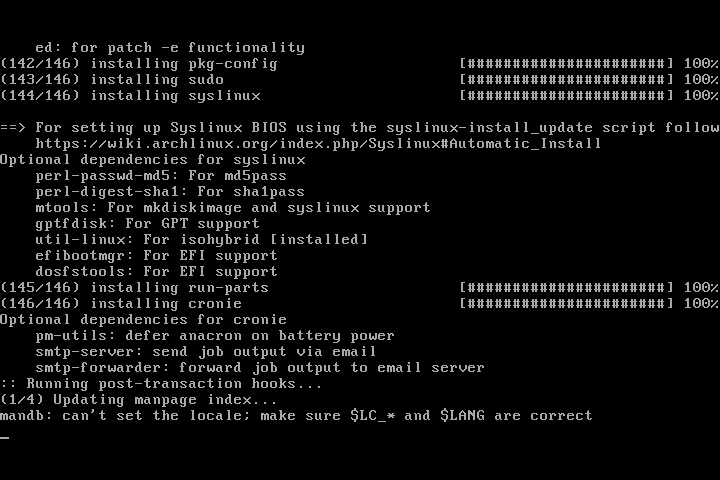 ed: for patch -e functionality
(142/146) installing pkg-config [######################] 100%
(143/146) installing sudo [######################] 100%
(144/146) installing syslinux [######################] 100%
==> For setting up Syslinux BIOS using the syslinux-install_update script follow
https://wiki.archlinux.org/index.php/Syslinux#Automatic_Install
Optional dependencies for syslinux
perl-passwd-md5: For md5pass
perl-digest-sha1: For sha1pass
mtools: For mkdiskimage and syslinux support
gptfdisk: For GPT support
util-linux: For isohybrid [installed]
efibootmgr: For EFI support
dosfstools: For EFI support
(145/146) installing run-parts [######################] 100%
(146/146) installing cronie [######################] 100%
Optional dependencies for cronie
pm-utils: defer anacron on battery power
smtp-server: send job output via email
smtp-forwarder: forward job output to email server
:: Running post-transaction hooks...
(1/4) Updating manpage index...
mandb: can't set the locale; make sure $LC_* and $LANG are correct